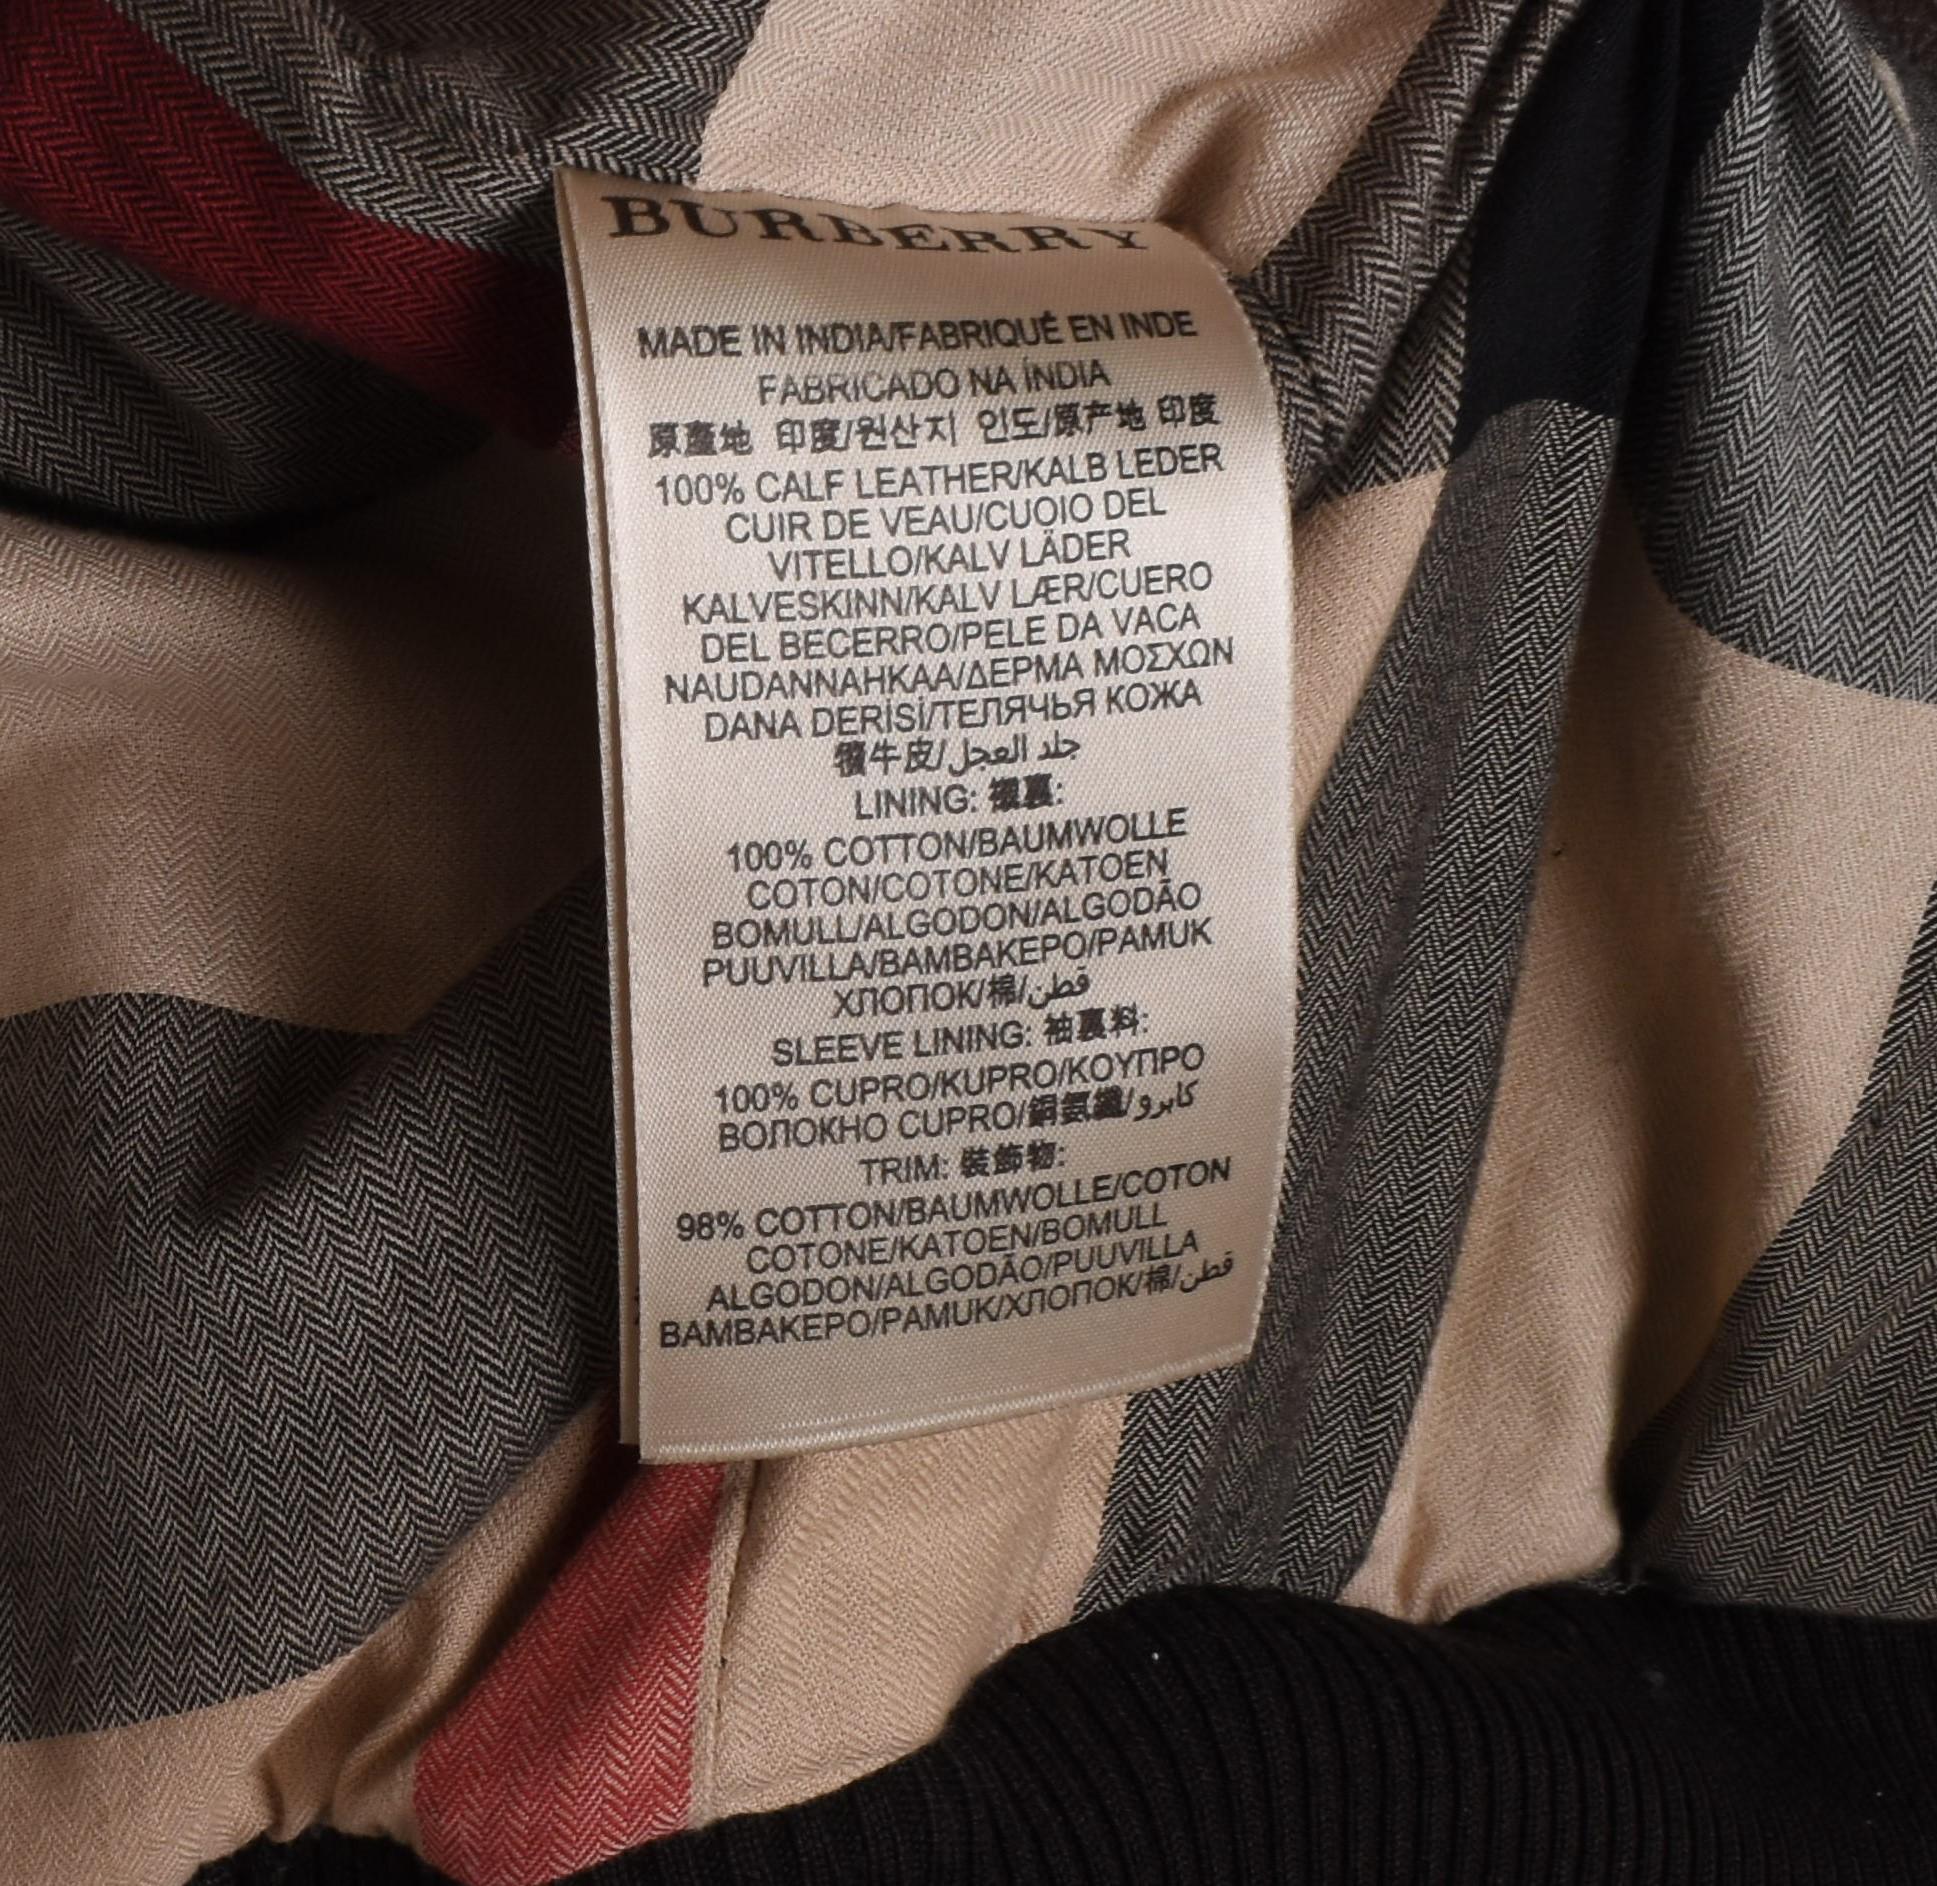 BURBERRY
MADE IN INDIA/FABRIQUÉ EN INDE
FABRICADO NA ÍNDIA
原產地 印度/원산지 인도/原产地 印度
100% CALF LEATHER/KALB LEDER
CUIR DE VEAU/CUOIO DEL
VITELLO/KALV LÄDER
KALVESKINN/KALV LÆR/CUERO
DEL BECERRO/PELE DA VACA
NAUDANNAHKAA/ΔΕΡΜΑ ΜΟΣΧΩΝ
DANA DERİSİ/ТЕЛЯЧЬЯ КОЖА
牛皮/جلد العجل
LINING: 裏:
100% COTTON/BAUMWOLLE
COTON/COTONE/KATOEN
BOMULL/ALGODON/ALGODÃO
PUUVILLA/BAMBAKEPO/PAMUK
ХЛОПОК/棉/قطن
SLEEVE LINING: 袖裏料:
100% CUPRO/KUPRO/ΚΟΥΠΡΟ
ВОЛОКНО CUPRO/銅氨纖/كابرو
TRIM: 裝飾物:
98% COTTON/BAUMWOLLE/COTON
COTONE/KATOEN/BOMULL
ALGODON/ALGODÃO/PUUVILLA
BAMBAKEPO/PAMUK/ХЛОПОК/棉/قطن